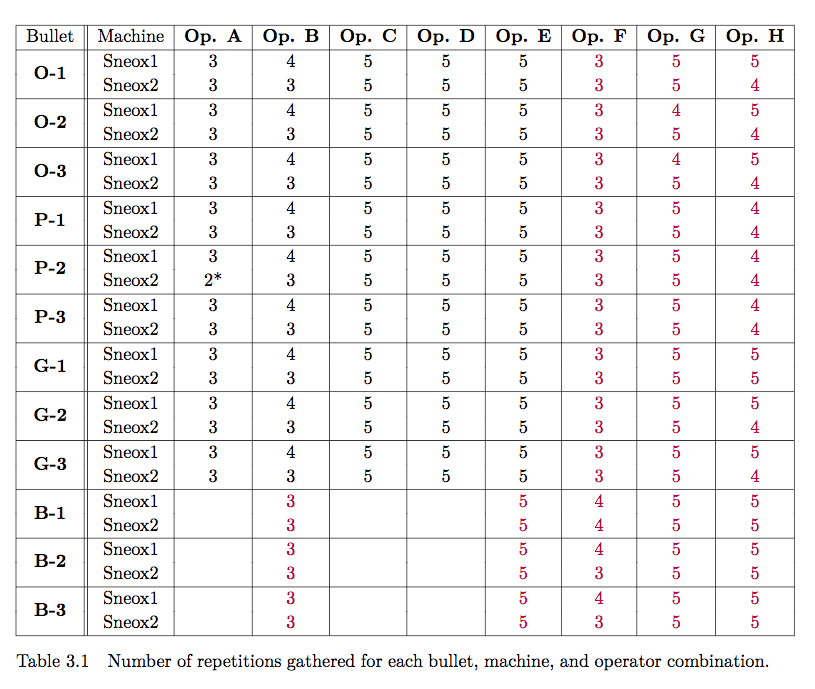 Bullet Machine Op. A Op. B Op. C Op. D Op. E Op. F Op. G Op. H
O-1 Sneox1 3 4 5 5 5 3 5 5
Sneox2 3 3 5 5 5 3 5 4
O-2 Sneox1 3 4 5 5 5 3 4 5
Sneox2 3 3 5 5 5 3 5 4
O-3 Sneox1 3 4 5 5 5 3 4 5
Sneox2 3 3 5 5 5 3 5 4
P-1 Sneox1 3 4 5 5 5 3 5 4
Sneox2 3 3 5 5 5 3 5 4
P-2 Sneox1 3 4 5 5 5 3 5 4
Sneox2 2* 3 5 5 5 3 5 4
P-3 Sneox1 3 4 5 5 5 3 5 4
Sneox2 3 3 5 5 5 3 5 4
G-1 Sneox1 3 4 5 5 5 3 5 5
Sneox2 3 3 5 5 5 3 5 5
G-2 Sneox1 3 4 5 5 5 3 5 5
Sneox2 3 3 5 5 5 3 5 4
G-3 Sneox1 3 4 5 5 5 3 5 5
Sneox2 3 3 5 5 5 3 5 4
B-1 Sneox1 3 5 4 5 5
Sneox2 3 5 4 5 5
B-2 Sneox1 3 5 4 5 5
Sneox2 3 5 3 5 5
B-3 Sneox1 3 5 4 5 5
Sneox2 3 5 3 5 5
Table 3.1 Number of repetitions gathered for each bullet, machine, and operator combination.